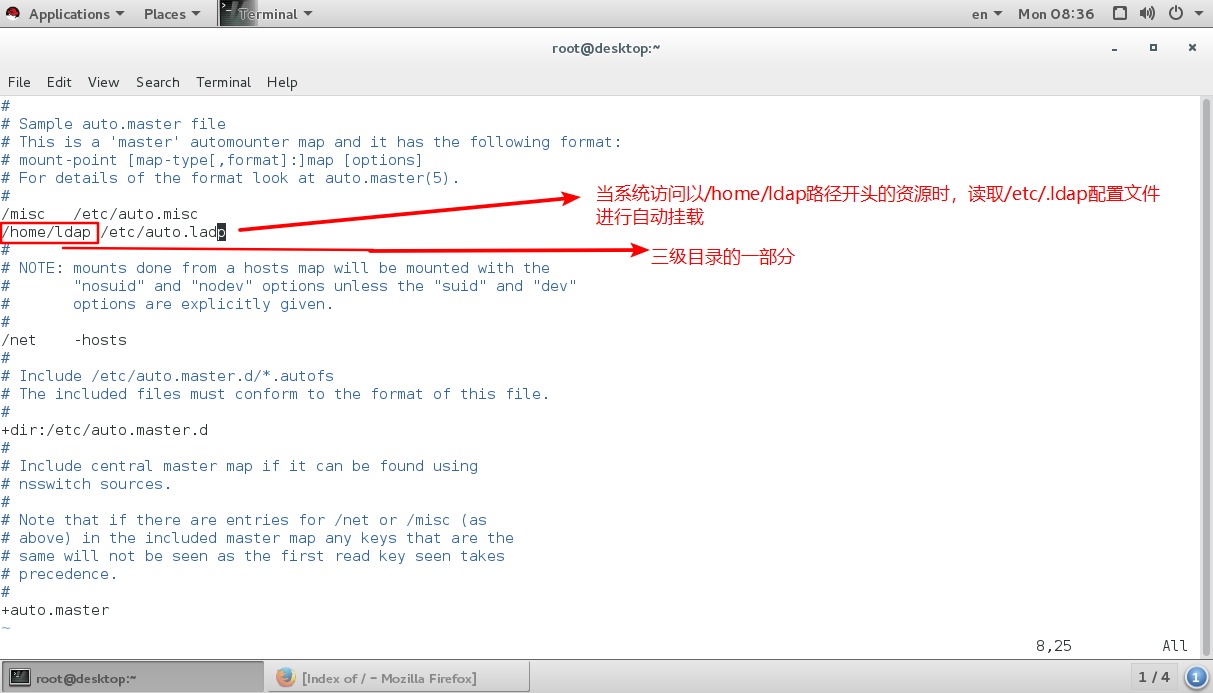 Applications Places Terminal en Mon 08:36
root@desktop:~
File Edit View Search Terminal Help
#
# Sample auto.master file
# This is a 'master' automounter map and it has the following format:
# mount-point [map-type[,format]:]map [options]
# For details of the format look at auto.master(5).
#
/misc /etc/auto.misc
当系统访问以/home/ldap路径开头的资源时，读取/etc/.ldap配置文件
进行自动挂载
/home/ldap /etc/auto.ladp
三级目录的一部分
#
# NOTE: mounts done from a hosts map will be mounted with the
# "nosuid" and "nodev" options unless the "suid" and "dev"
# options are explicitly given.
#
/net -hosts
#
# Include /etc/auto.master.d/*.autofs
# The included files must conform to the format of this file.
#
+dir:/etc/auto.master.d
#
# Include central master map if it can be found using
# nsswitch sources.
#
# Note that if there are entries for /net or /misc (as
# above) in the included master map any keys that are the
# same will not be seen as the first read key seen takes
# precedence.
#
+auto.master
~
8,25 All
root@desktop:~ [Index of / - Mozilla Firefox] 1 / 4 1